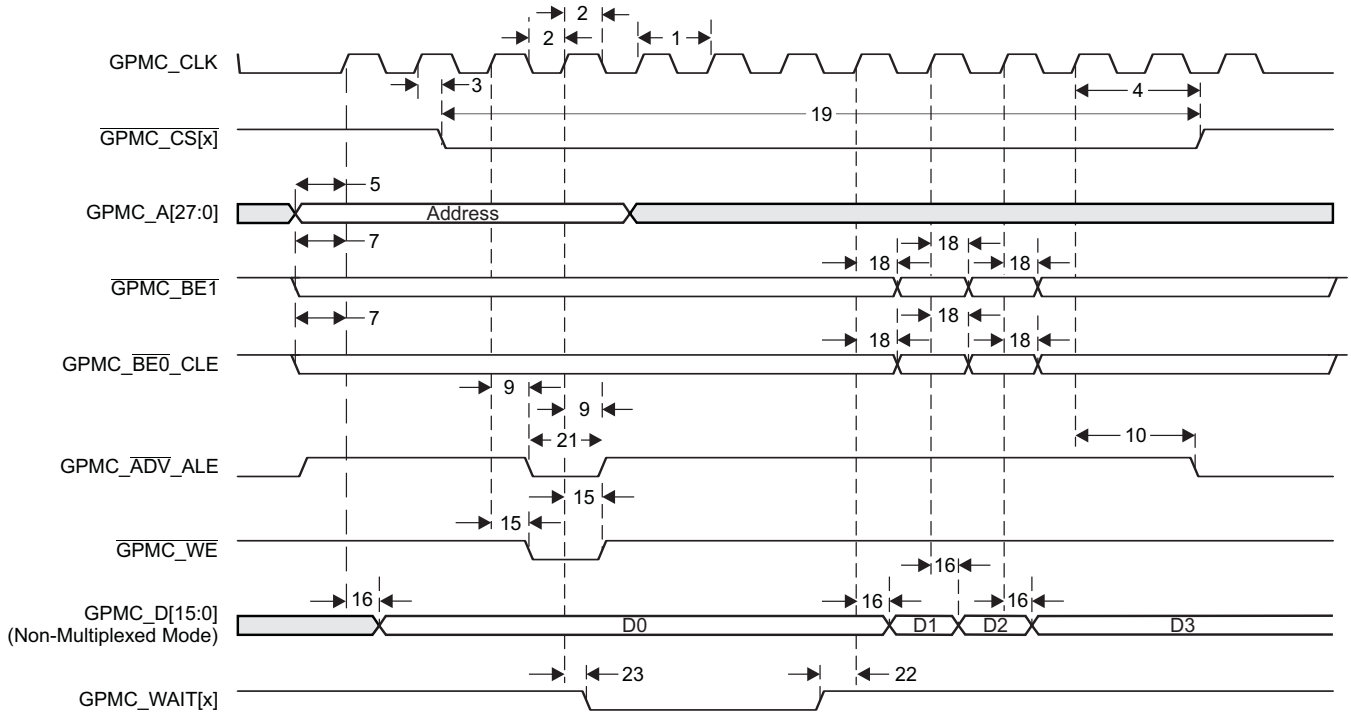 2
2
1
GPMC_CLK
3
4
19
GPMC_CS[x]
5
GPMC_A[27:0]
Address
7
18
18
18
GPMC_BE1
7
18
18
18
GPMC_BE0_CLE
9
9
21
10
GPMC_ADV_ALE
15
15
GPMC_WE
16
16
16
16
GPMC_D[15:0]
(Non-Multiplexed Mode)
D0
D1
D2
D3
23
22
GPMC_WAIT[x]